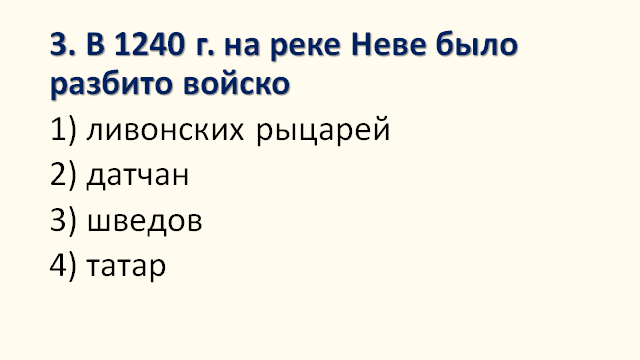 3. В 1240 г. на реке Неве было
разбито войско
1) ливонских рыцарей
2) датчан
3) шведов
4) татар